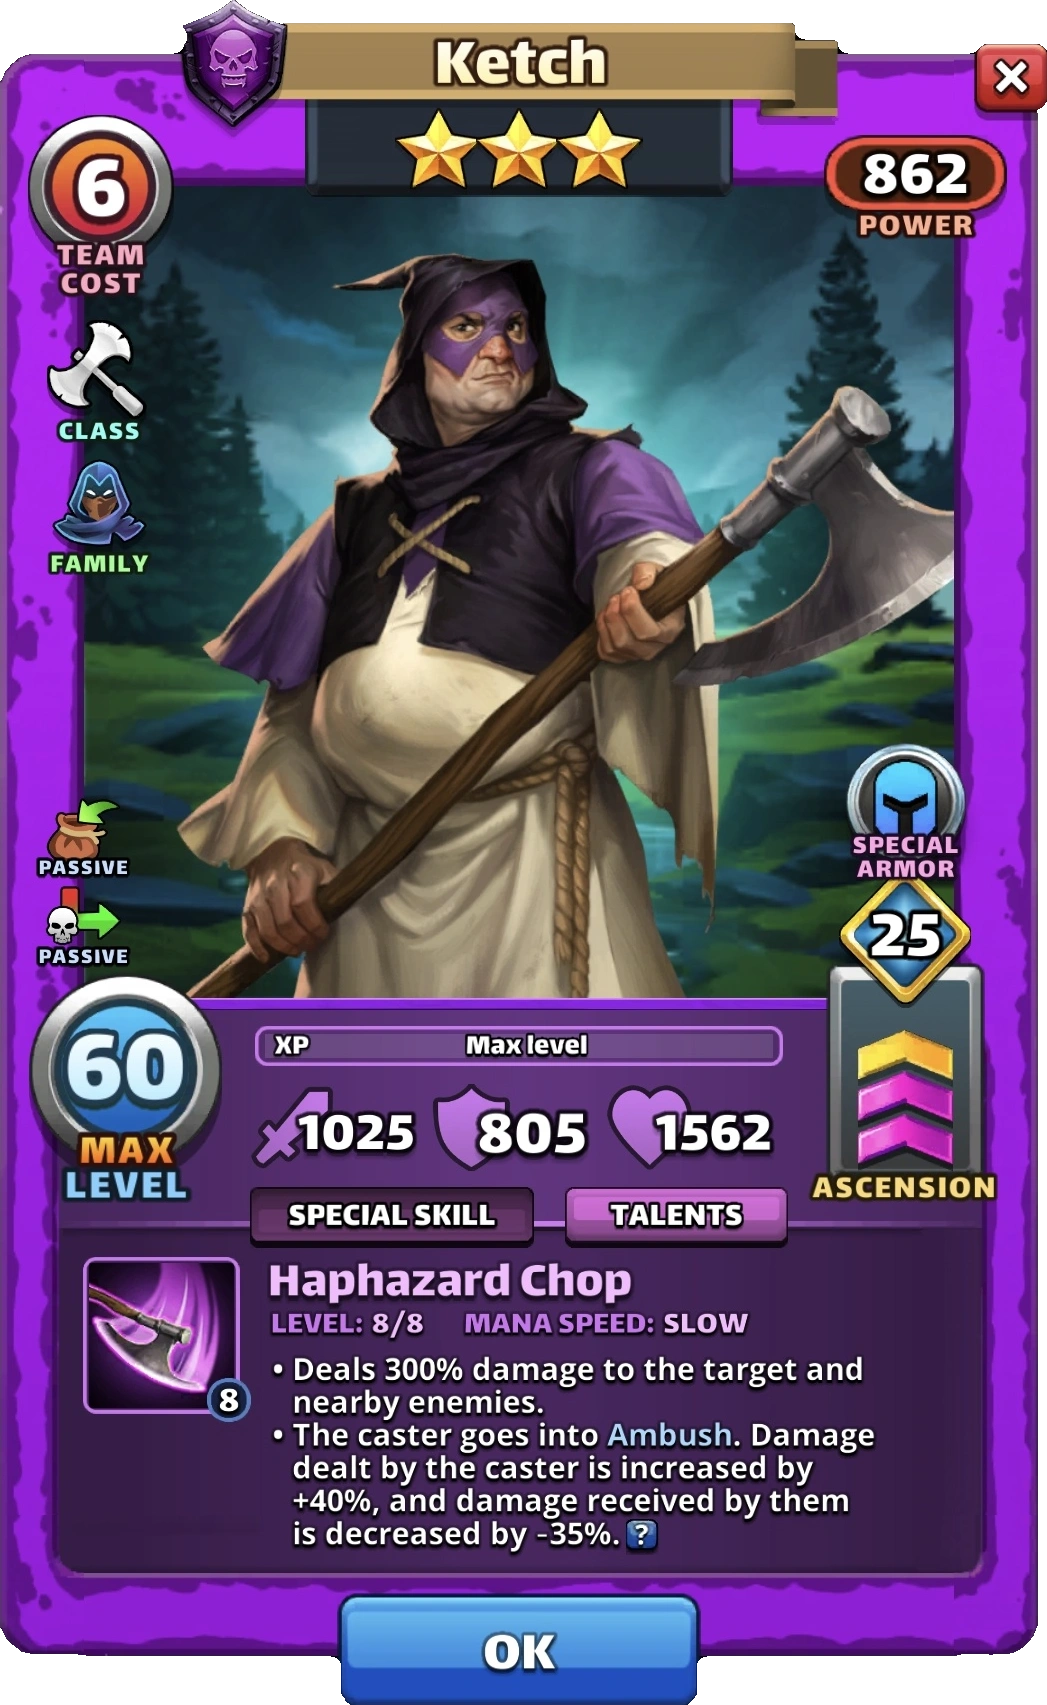 Ketch
6
TEAM
COST
862
POWER
CLASS
FAMILY
PASSIVE
PASSIVE
SPECIAL
ARMOR
25
60
MAX
LEVEL
XP Max level
1025 805 1562
ASCENSION
SPECIAL SKILL TALENTS
Haphazard Chop
LEVEL: 8/8 MANA SPEED: SLOW
8
• Deals 300% damage to the target and
nearby enemies.
• The caster goes into Ambush. Damage
dealt by the caster is increased by
+40%, and damage received by them
is decreased by -35%. ?
OK